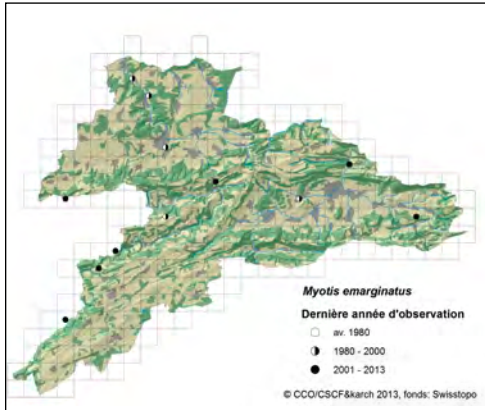 Myotis emarginatus
Dernière année d'observation
av. 1980
1980 - 2000
2001 - 2013
© CCO/CSCF&karch 2013, fonds: Swisstopo